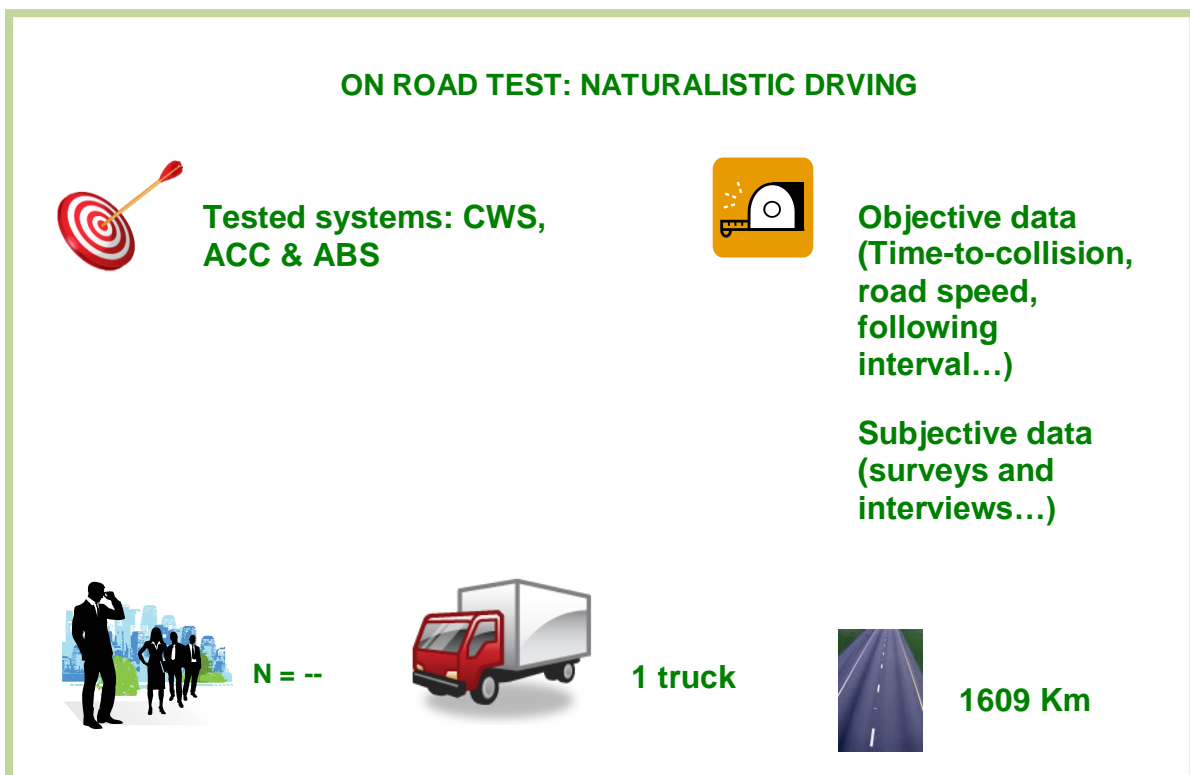 ON ROAD TEST: NATURALISTIC DRVING
Tested systems: CWS,
ACC & ABS
Objective data
(Time-to-collision,
road speed,
following
interval…)
Subjective data
(surveys and
interviews…)
N = --
1 truck
1609 Km